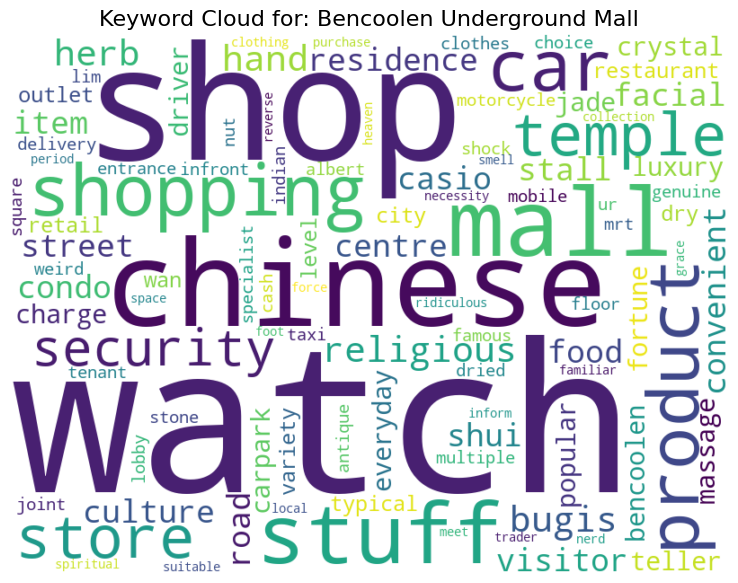 Keyword Cloud for: Bencoolen Underground Mall
herb
clothing
purchase
clothes
choice
crystal
lim
hand
residence
car
restaurant
outlet
driver
shop
motorcycle
jade
facial
item
nut
reverse
heaven
collection
delivery
temple
period
entrance
infront
indian
albert
shock
smell
stall
luxury
square
shopping
casio
necessity
mobile
genuine
retail
city
mall
ur
mrt
dry
street
specialist
level
centre
chinese
grace
convenient
weird
wan
cash
space
force
ridiculous
floor
fortune
product
condo
charge
foot
taxi
famous
security
religious
food
tenant
dried
familiar
watch
stone
everyday
inform
shui
popular
bencoolen
massage
lobby
carpark
variety
antique
multiple
joint
culture
road
local
typical
bugis
trader
nerd
store
stuff
meet
visitor
teller
spiritual
suitable